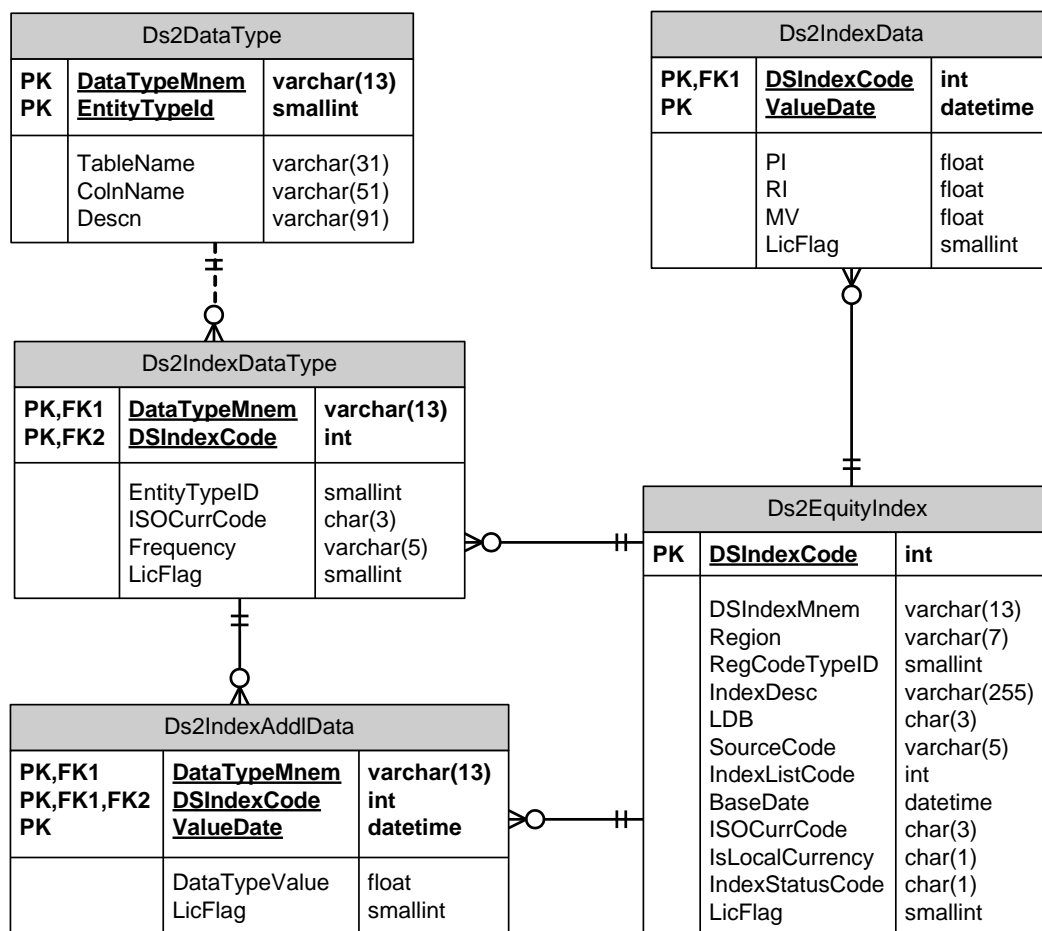 Ds2DataType
PK DataTypeMnem varchar(13)
PK EntityTypeId smallint
TableName varchar(31)
ColnName varchar(51)
Descn varchar(91)
Ds2IndexData
PK,FK1 DSIndexCode int
PK ValueDate datetime
PI float
RI float
MV float
LicFlag smallint
Ds2IndexDataType
PK,FK1 DataTypeMnem varchar(13)
PK,FK2 DSIndexCode int
EntityTypeID smallint
ISOCurrCode char(3)
Frequency varchar(5)
LicFlag smallint
Ds2EquityIndex
PK DSIndexCode int
DSIndexMnem varchar(13)
Region varchar(7)
RegCodeTypeID smallint
IndexDesc varchar(255)
LDB char(3)
SourceCode varchar(5)
IndexListCode int
BaseDate datetime
ISOCurrCode char(3)
IsLocalCurrency char(1)
IndexStatusCode char(1)
LicFlag smallint
Ds2IndexAddlData
PK,FK1 DataTypeMnem varchar(13)
PK,FK1,FK2 DSIndexCode int
PK ValueDate datetime
DataTypeValue float
LicFlag smallint